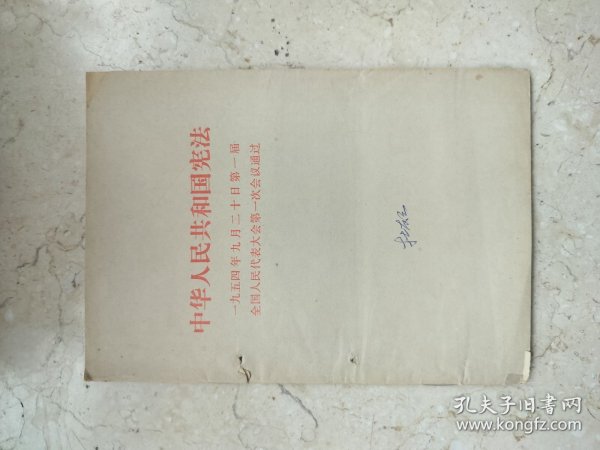 中华人民共和国宪法
一九五四年九月二十日第一届
全国人民代表大会第一次会议通过
孔夫子旧书网
www.kongfz.com